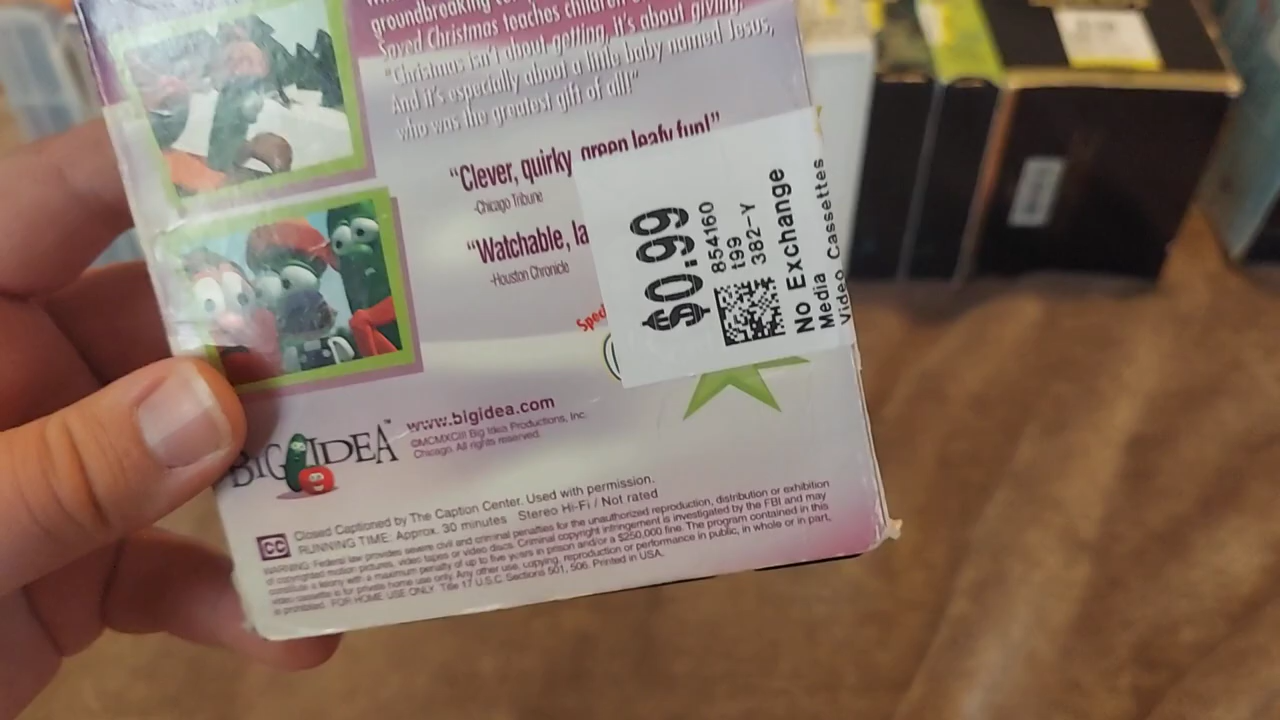 groundbreaking
Saved Christmas teaches children
"Christmas isn't about getting, it's about giving.
And it's especially about a little baby named Jesus,
who was the greatest gift of all!"
"Clever, quirky green leafy fun!"
-Chicago Tribune
"Watchable, la
-Houston Chronicle
Spec
$0.99
854160
t99
382-Y
No Exchange
Media
Video Cassettes
BIG IDEA™
www.bigidea.com
©MCMXCIII Big Idea Productions, Inc.
Chicago. All rights reserved.
CC
Closed Captioned by The Caption Center. Used with permission.
RUNNING TIME: Approx. 30 minutes Stereo Hi-Fi / Not rated
WARNING: Federal law provides severe civil and criminal penalties for the unauthorized reproduction, distribution or exhibition
of copyrighted motion pictures, video tapes or video discs. Criminal copyright infringement is investigated by the FBI and may
constitute a felony with a maximum penalty of up to five years in prison and/or a $250,000 fine. The program contained in this
video cassette is for private home use only. Any other use, copying, reproduction or performance in public, in whole or in part,
is prohibited. FOR HOME USE ONLY. Title 17 U.S.C. Sections 501, 506. Printed in USA.